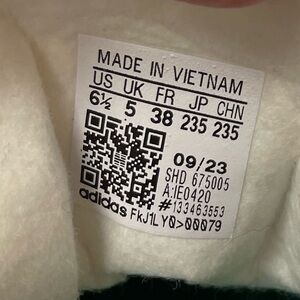 MADE IN VIETNAM
US UK FR JP CHN
6½ 5 38 235 235
09/23
SHD 675005
A:IE0420
#133463553
adidas FkJ1LY0>00079